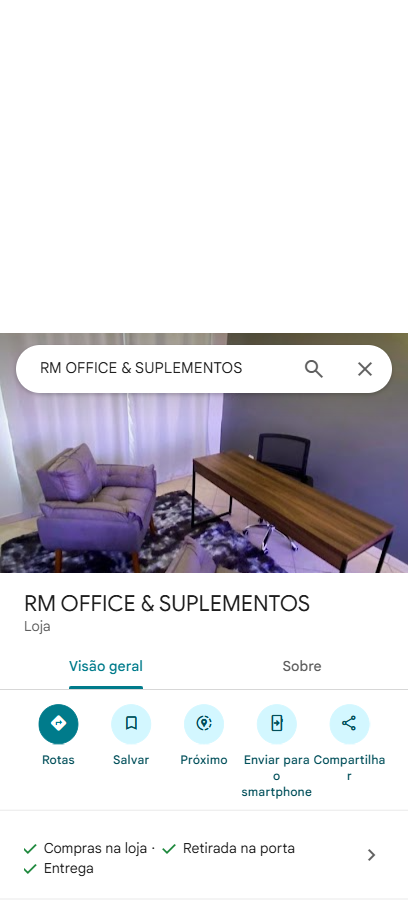 RM OFFICE & SUPLEMENTOS
RM OFFICE & SUPLEMENTOS
Loja
Visão geral
Sobre
Rotas
Salvar
Próximo
Enviar para
o
smartphone
Compartilha
r
Compras na loja · Retirada na porta
Entrega